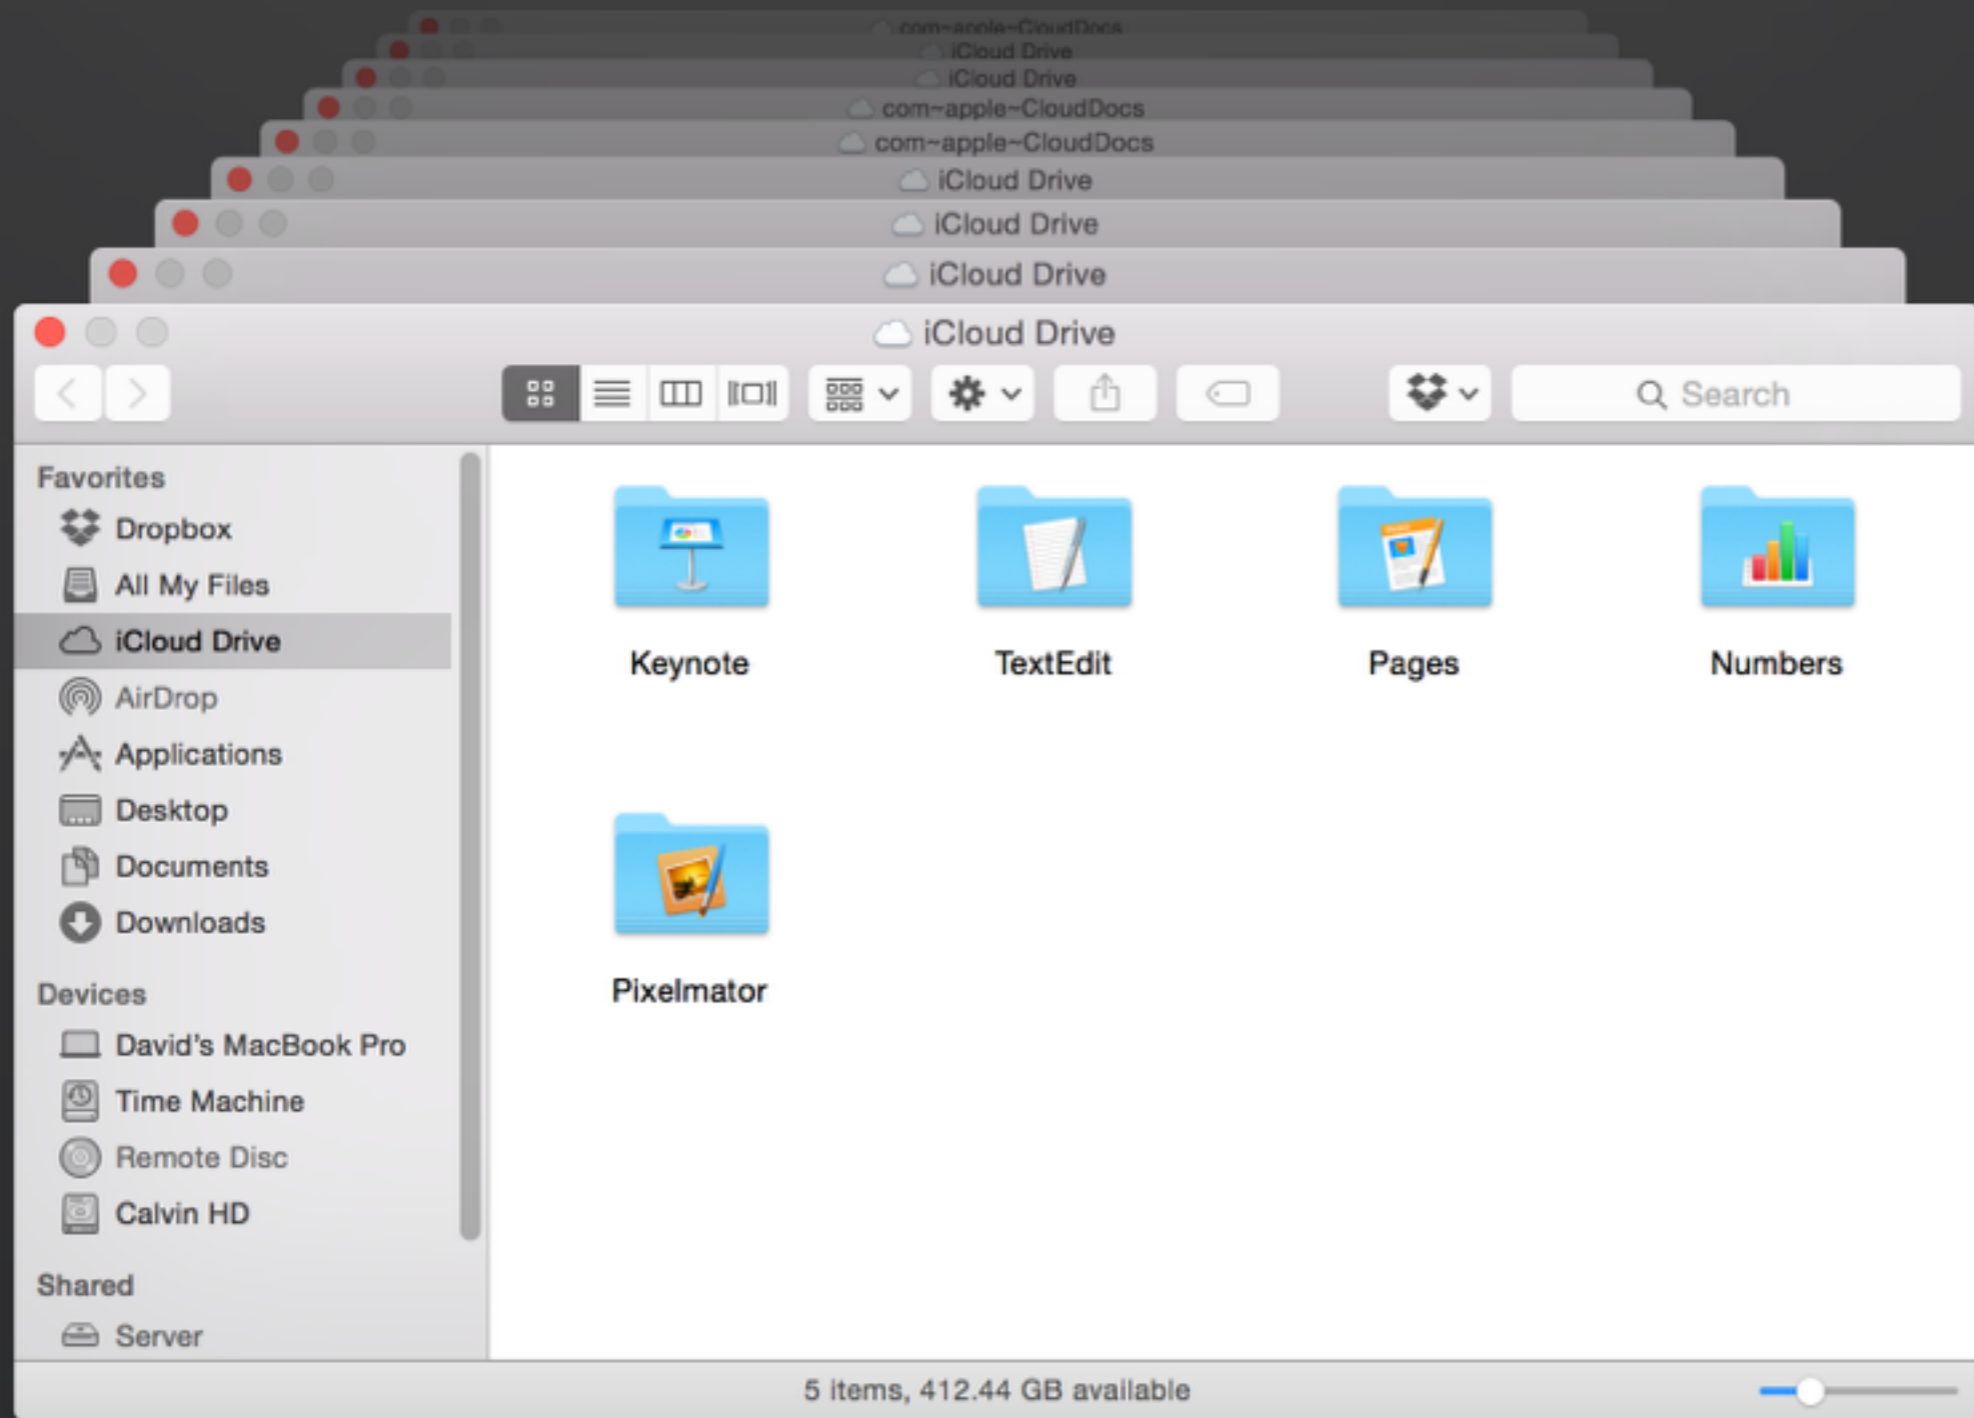 com~apple~CloudDocs
iCloud Drive
iCloud Drive
com~apple~CloudDocs
com~apple~CloudDocs
iCloud Drive
iCloud Drive
iCloud Drive
iCloud Drive
Search
Favorites
Dropbox
All My Files
iCloud Drive
AirDrop
Applications
Desktop
Documents
Downloads
Devices
David's MacBook Pro
Time Machine
Remote Disc
Calvin HD
Shared
Server
Keynote
TextEdit
Pages
Numbers
Pixelmator
5 items, 412.44 GB available